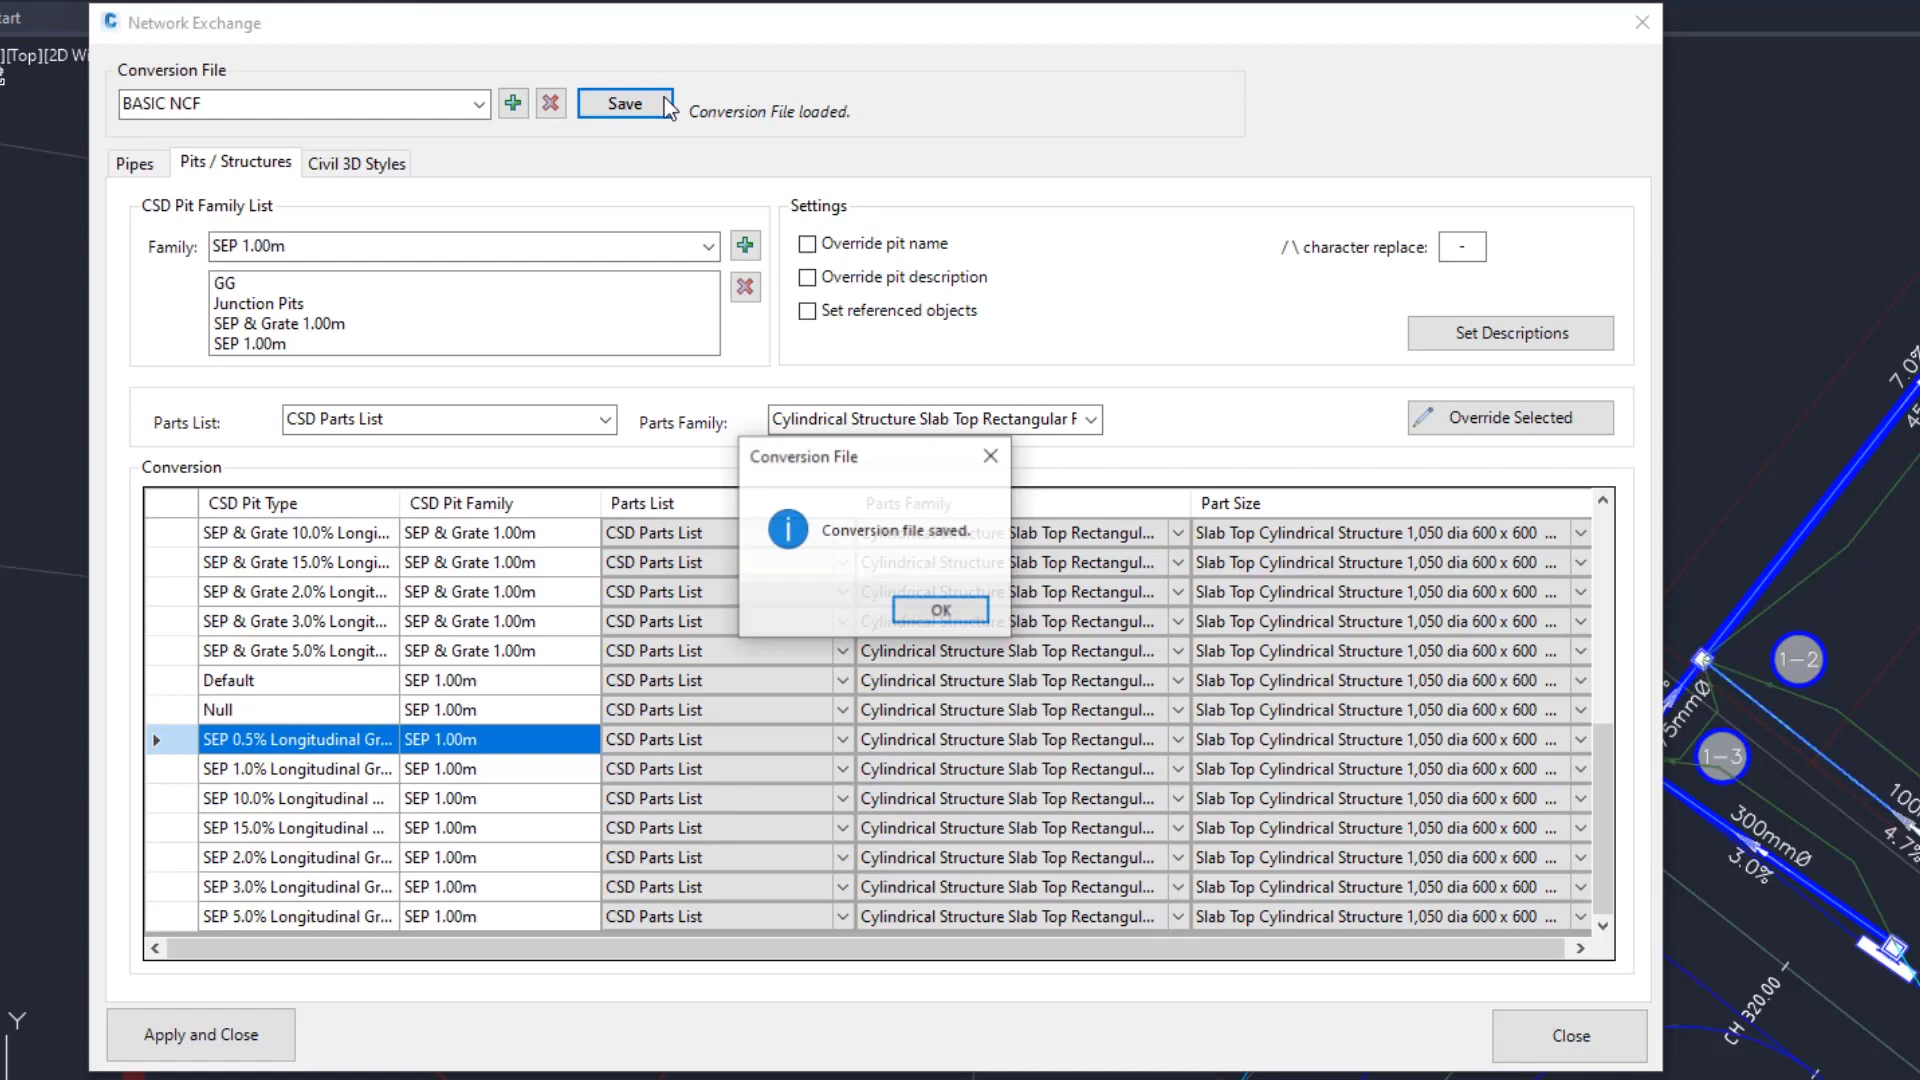 art
Network Exchange
][Top][2D Wi
Conversion File
BASIC NCF
Save
Conversion File loaded.
Pipes
Pits / Structures
Civil 3D Styles
CSD Pit Family List
Family:
SEP 1.00m
GG
Junction Pits
SEP & Grate 1.00m
SEP 1.00m
Settings
Override pit name
Override pit description
Set referenced objects
/ \ character replace:
-
Set Descriptions
Parts List:
CSD Parts List
Parts Family:
Cylindrical Structure Slab Top Rectangular F
Override Selected
Conversion
CSD Pit Type CSD Pit Family Parts List Parts Family Part Size
SEP & Grate 10.0% Longi... SEP & Grate 1.00m CSD Parts List Slab Top Rectangul... Slab Top Cylindrical Structure 1,050 dia 600 x 600 ...
SEP & Grate 15.0% Longi... SEP & Grate 1.00m CSD Parts List Cylindrical Structure Slab Top Rectangul... Slab Top Cylindrical Structure 1,050 dia 600 x 600 ...
SEP & Grate 2.0% Longit... SEP & Grate 1.00m CSD Parts List Cylindrical Structure Slab Top Rectangul... Slab Top Cylindrical Structure 1,050 dia 600 x 600 ...
SEP & Grate 3.0% Longit... SEP & Grate 1.00m CSD Parts List Cylindrical Structure Slab Top Rectangul... Slab Top Cylindrical Structure 1,050 dia 600 x 600 ...
SEP & Grate 5.0% Longit... SEP & Grate 1.00m CSD Parts List Cylindrical Structure Slab Top Rectangul... Slab Top Cylindrical Structure 1,050 dia 600 x 600 ...
Default SEP 1.00m CSD Parts List Cylindrical Structure Slab Top Rectangul... Slab Top Cylindrical Structure 1,050 dia 600 x 600 ...
Null SEP 1.00m CSD Parts List Cylindrical Structure Slab Top Rectangul... Slab Top Cylindrical Structure 1,050 dia 600 x 600 ...
SEP 0.5% Longitudinal Gr... SEP 1.00m CSD Parts List Cylindrical Structure Slab Top Rectangul... Slab Top Cylindrical Structure 1,050 dia 600 x 600 ...
SEP 1.0% Longitudinal Gr... SEP 1.00m CSD Parts List Cylindrical Structure Slab Top Rectangul... Slab Top Cylindrical Structure 1,050 dia 600 x 600 ...
SEP 10.0% Longitudinal ... SEP 1.00m CSD Parts List Cylindrical Structure Slab Top Rectangul... Slab Top Cylindrical Structure 1,050 dia 600 x 600 ...
SEP 15.0% Longitudinal ... SEP 1.00m CSD Parts List Cylindrical Structure Slab Top Rectangul... Slab Top Cylindrical Structure 1,050 dia 600 x 600 ...
SEP 2.0% Longitudinal Gr... SEP 1.00m CSD Parts List Cylindrical Structure Slab Top Rectangul... Slab Top Cylindrical Structure 1,050 dia 600 x 600 ...
SEP 3.0% Longitudinal Gr... SEP 1.00m CSD Parts List Cylindrical Structure Slab Top Rectangul... Slab Top Cylindrical Structure 1,050 dia 600 x 600 ...
SEP 5.0% Longitudinal Gr... SEP 1.00m CSD Parts List Cylindrical Structure Slab Top Rectangul... Slab Top Cylindrical Structure 1,050 dia 600 x 600 ...
Conversion File
Conversion file saved.
OK
Apply and Close
Close
7.0%
45
1-2
5mmØ
1-3
300mmØ
3.0%
100
4.7%
CH 320.00
Y